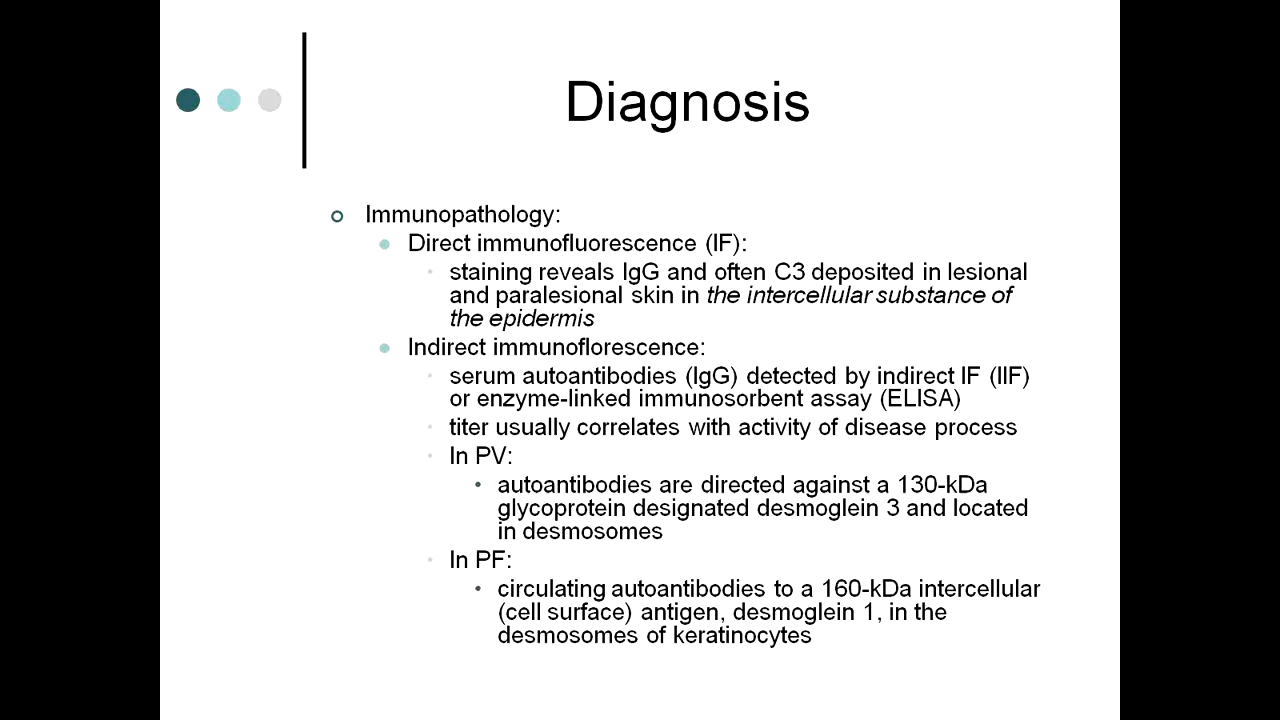 Diagnosis
Immunopathology:
Direct immunofluorescence (IF):
staining reveals IgG and often C3 deposited in lesional
and paralesional skin in the intercellular substance of
the epidermis
Indirect immunoflorescence:
serum autoantibodies (IgG) detected by indirect IF (IIF)
or enzyme-linked immunosorbent assay (ELISA)
titer usually correlates with activity of disease process
In PV:
autoantibodies are directed against a 130-kDa
glycoprotein designated desmoglein 3 and located
in desmosomes
In PF:
circulating autoantibodies to a 160-kDa intercellular
(cell surface) antigen, desmoglein 1, in the
desmosomes of keratinocytes